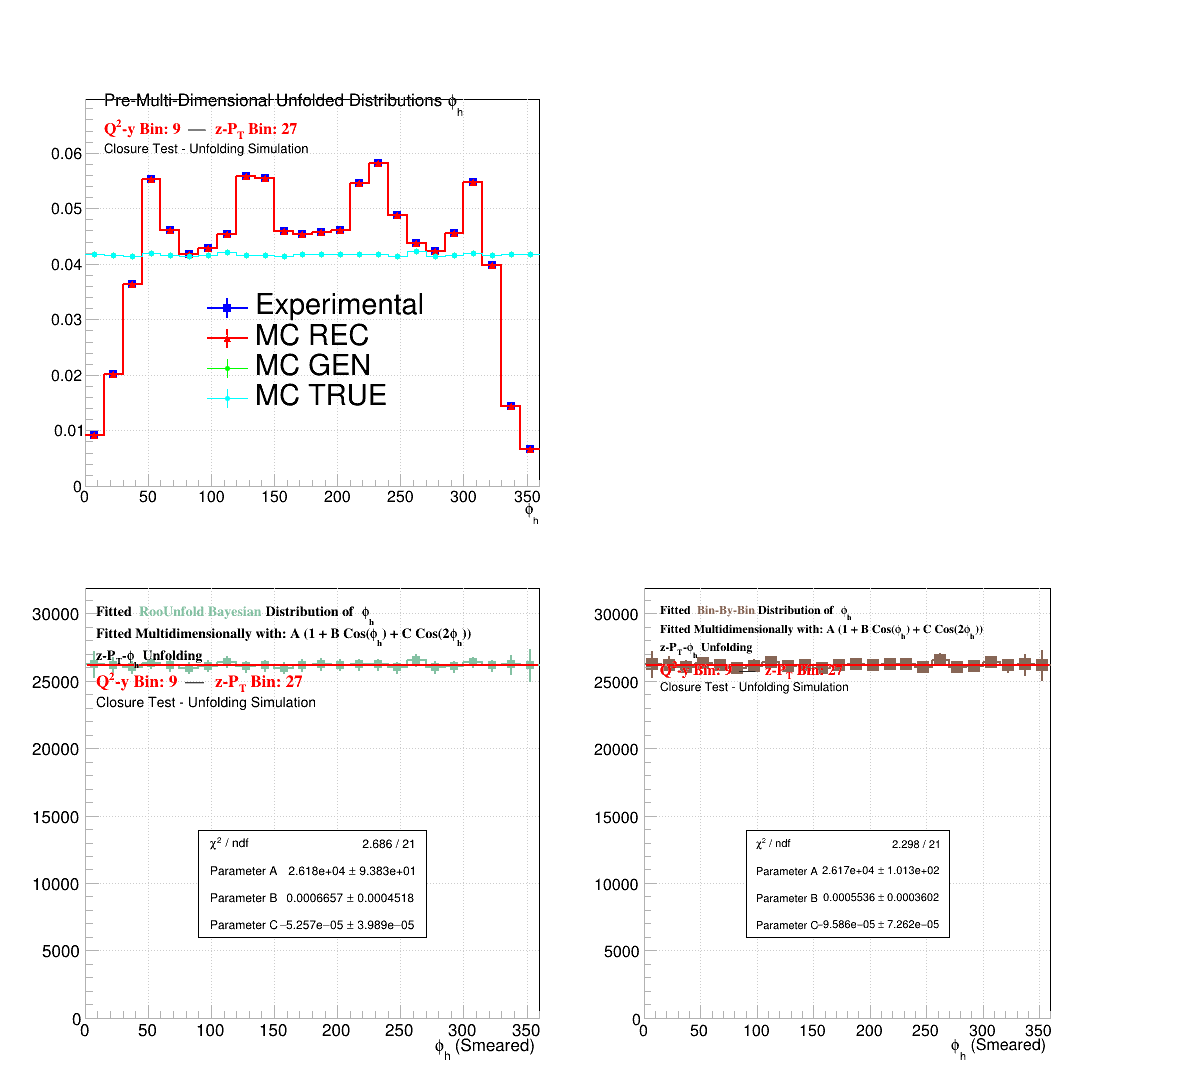 Pre-Multi-Dimensional Unfolded Distributions ϕh
Q²-y Bin: 9 — z-PT Bin: 27
Closure Test - Unfolding Simulation
0.06
0.05
0.04
0.03
0.02
0.01
0
Experimental
MC REC
MC GEN
MC TRUE
0 50 100 150 200 250 300 350
ϕh
Fitted RooUnfold Bayesian Distribution of ϕh
Fitted Multidimensionally with: A (1 + B Cos(ϕh) + C Cos(2ϕh))
z-PT-ϕh Unfolding
Q²-y Bin: 9 — z-PT Bin: 27
Closure Test - Unfolding Simulation
30000
25000
20000
15000
10000
5000
0
χ² / ndf 2.686 / 21
Parameter A 2.618e+04 ± 9.383e+01
Parameter B 0.0006657 ± 0.0004518
Parameter C −5.257e−05 ± 3.989e−05
0 50 100 150 200 250 300 350
ϕh (Smeared)
Fitted Bin-By-Bin Distribution of ϕh
Fitted Multidimensionally with: A (1 + B Cos(ϕh) + C Cos(2ϕh))
z-PT-ϕh Unfolding
Q²-y Bin: 9 — z-PT Bin: 27
Closure Test - Unfolding Simulation
30000
25000
20000
15000
10000
5000
0
χ² / ndf 2.298 / 21
Parameter A 2.617e+04 ± 1.013e+02
Parameter B 0.0005536 ± 0.0003602
Parameter C −9.586e−05 ± 7.262e−05
0 50 100 150 200 250 300 350
ϕh (Smeared)